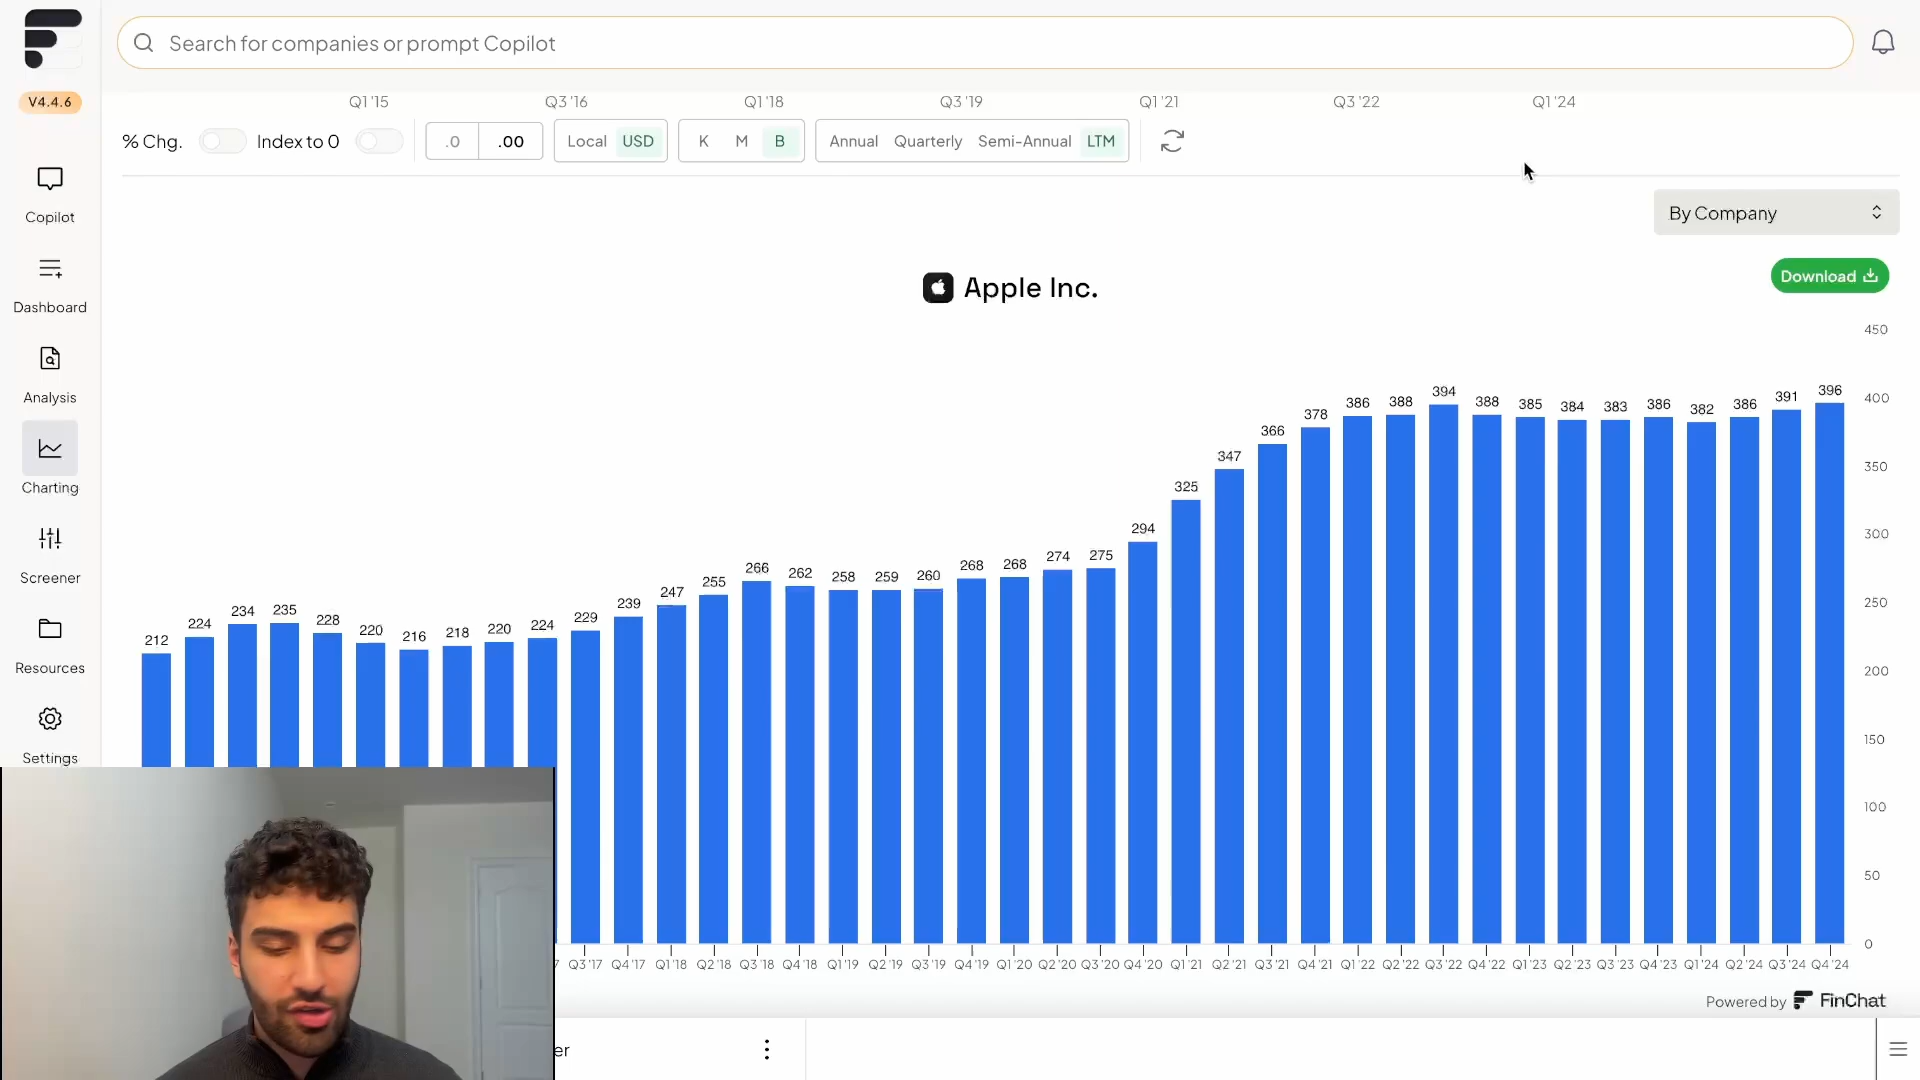 Search for companies or prompt Copilot
V4.4.6
Q1 '15 Q3 '16 Q1 '18 Q3 '19 Q1 '21 Q3 '22 Q1 '24
% Chg. Index to 0 .0 .00 Local USD K M B Annual Quarterly Semi-Annual LTM
Copilot
Dashboard
Analysis
Charting
Screener
Resources
Settings
By Company
Apple Inc.
Download
450
400
350
300
250
200
150
100
50
0
212 224 234 235 228 220 216 218 220 224 229 239 247 255 266 262 258 259 260 268 268 274 275 294 325 347 366 378 386 388 394 388 385 384 383 386 382 386 391 396
7 Q3 '17 Q4 '17 Q1 '18 Q2 '18 Q3 '18 Q4 '18 Q1 '19 Q2 '19 Q3 '19 Q4 '19 Q1 '20 Q2 '20 Q3 '20 Q4 '20 Q1 '21 Q2 '21 Q3 '21 Q4 '21 Q1 '22 Q2 '22 Q3 '22 Q4 '22 Q1 '23 Q2 '23 Q3 '23 Q4 '23 Q1 '24 Q2 '24 Q3 '24 Q4 '24
Powered by FinChat
er